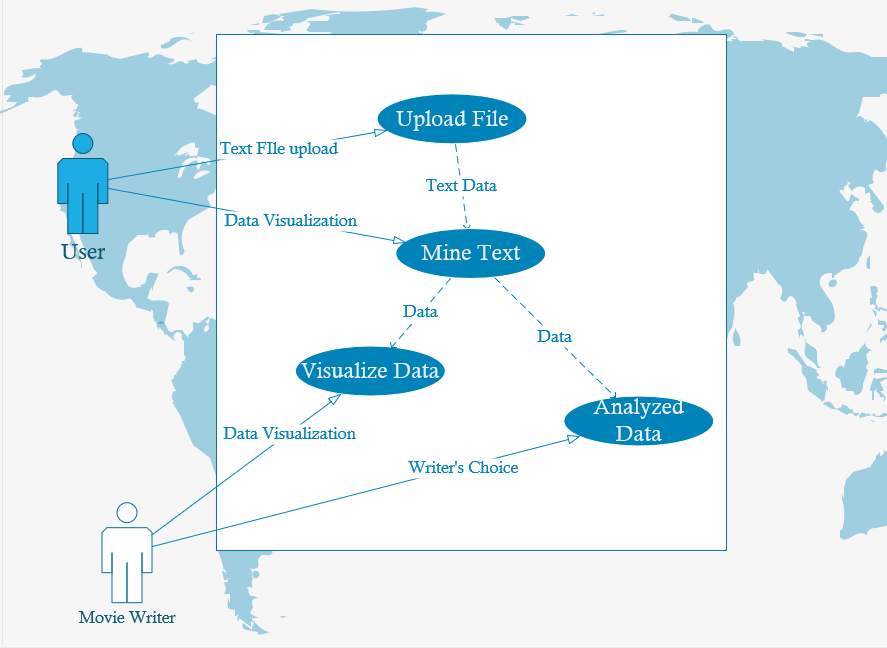 Upload File
Text FIle upload
Text Data
Data Visualization
User
Mine Text
Data
Data
Visualize Data
Analyzed
Data
Data Visualization
Writer's Choice
Movie Writer